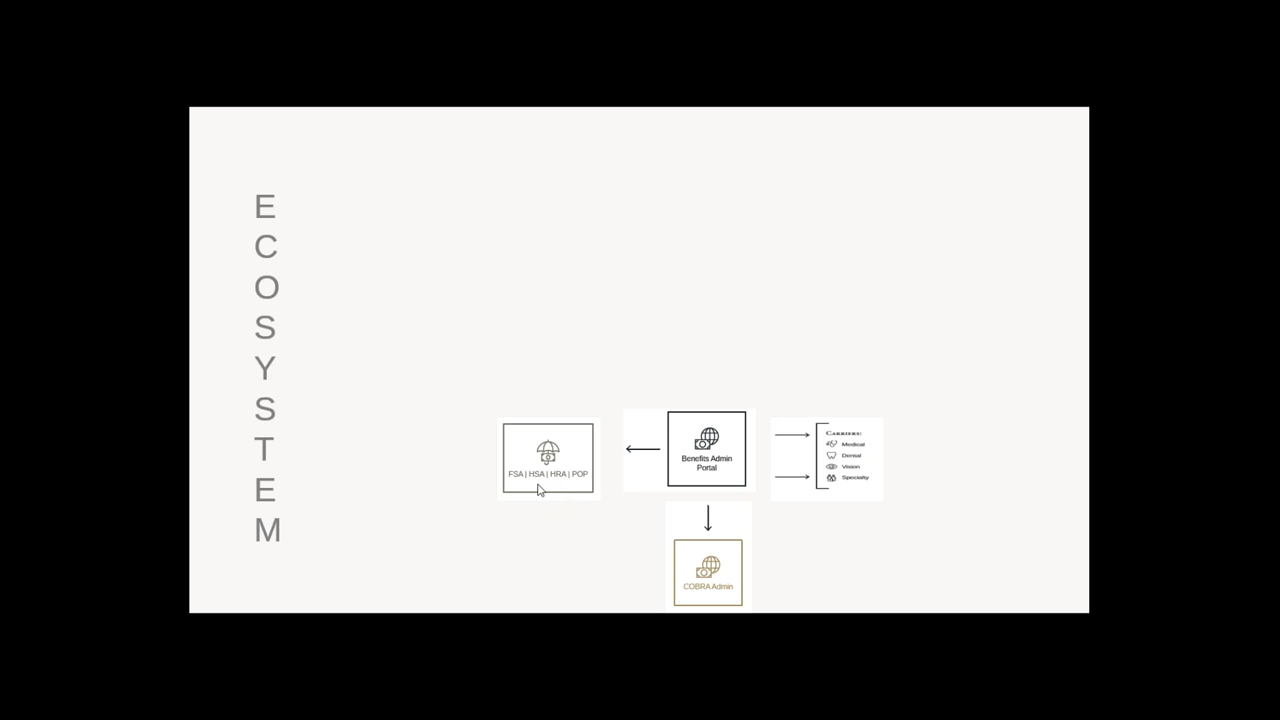 E
C
O
S
Y
S
T
E
M
FSA | HSA | HRA | POP
Benefits Admin
Portal
CARRIERS:
Medical
Dental
Vision
Specialty
COBRA Admin